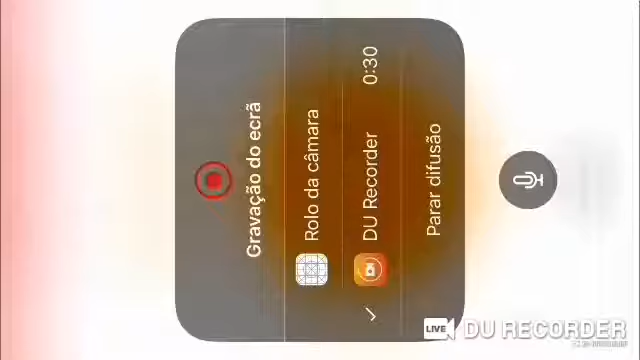 Gravação do ecrã
Rolo da câmara
DU Recorder 0:30
Parar difusão
LIVE DU RECORDER